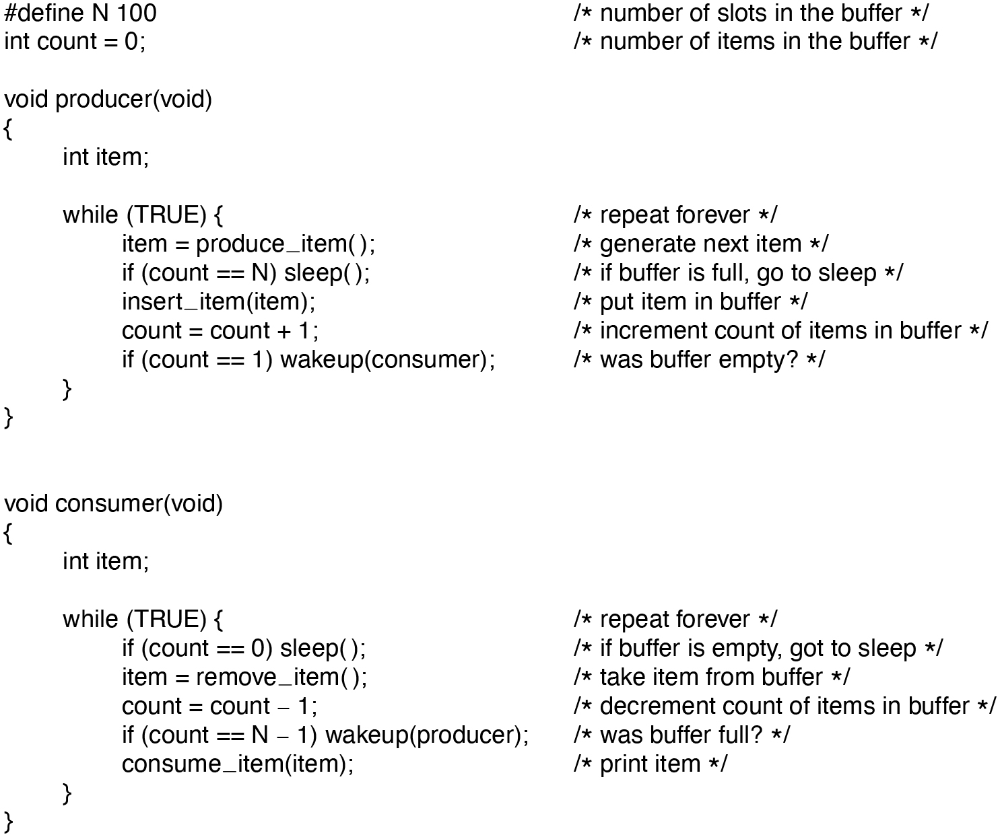 #define N 100 /* number of slots in the buffer */
int count = 0; /* number of items in the buffer */
void producer(void)
{
int item;
while (TRUE) { /* repeat forever */
item = produce_item(); /* generate next item */
if (count == N) sleep(); /* if buffer is full, go to sleep */
insert_item(item); /* put item in buffer */
count = count + 1; /* increment count of items in buffer */
if (count == 1) wakeup(consumer); /* was buffer empty? */
}
}
void consumer(void)
{
int item;
while (TRUE) { /* repeat forever */
if (count == 0) sleep(); /* if buffer is empty, got to sleep */
item = remove_item(); /* take item from buffer */
count = count − 1; /* decrement count of items in buffer */
if (count == N − 1) wakeup(producer); /* was buffer full? */
consume_item(item); /* print item */
}
}